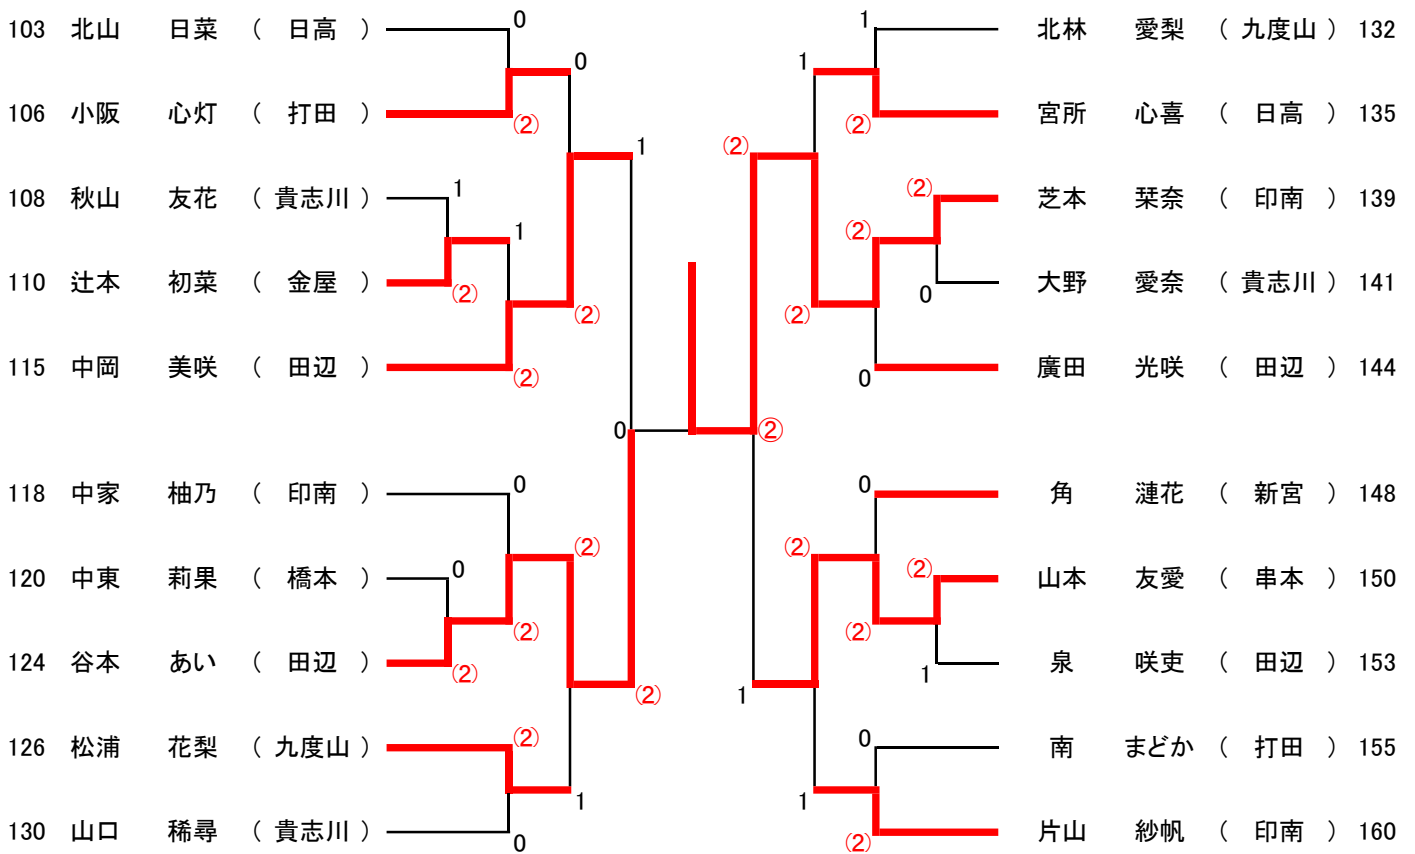 103 北山 日菜 ( 日高 ) 0 1 北林 愛梨 ( 九度山 ) 132
0 1
106 小阪 心灯 ( 打田 ) (2) (2) 宮所 心喜 ( 日高 ) 135
1 (2)
108 秋山 友花 ( 貴志川 ) 1 (2) 芝本 栞奈 ( 印南 ) 139
1 (2)
110 辻本 初菜 ( 金屋 ) (2) 0 大野 愛奈 ( 貴志川 ) 141
(2) (2)
115 中岡 美咲 ( 田辺 ) (2) 0 廣田 光咲 ( 田辺 ) 144
0 ②
118 中家 柚乃 ( 印南 ) 0 0 角 漣花 ( 新宮 ) 148
(2) (2)
120 中東 莉果 ( 橋本 ) 0 (2) 山本 友愛 ( 串本 ) 150
(2) (2)
124 谷本 あい ( 田辺 ) (2) 1 泉 咲吏 ( 田辺 ) 153
(2) 1
126 松浦 花梨 ( 九度山 ) (2) 0 南 まどか ( 打田 ) 155
1 1
130 山口 稀尋 ( 貴志川 ) 0 (2) 片山 紗帆 ( 印南 ) 160